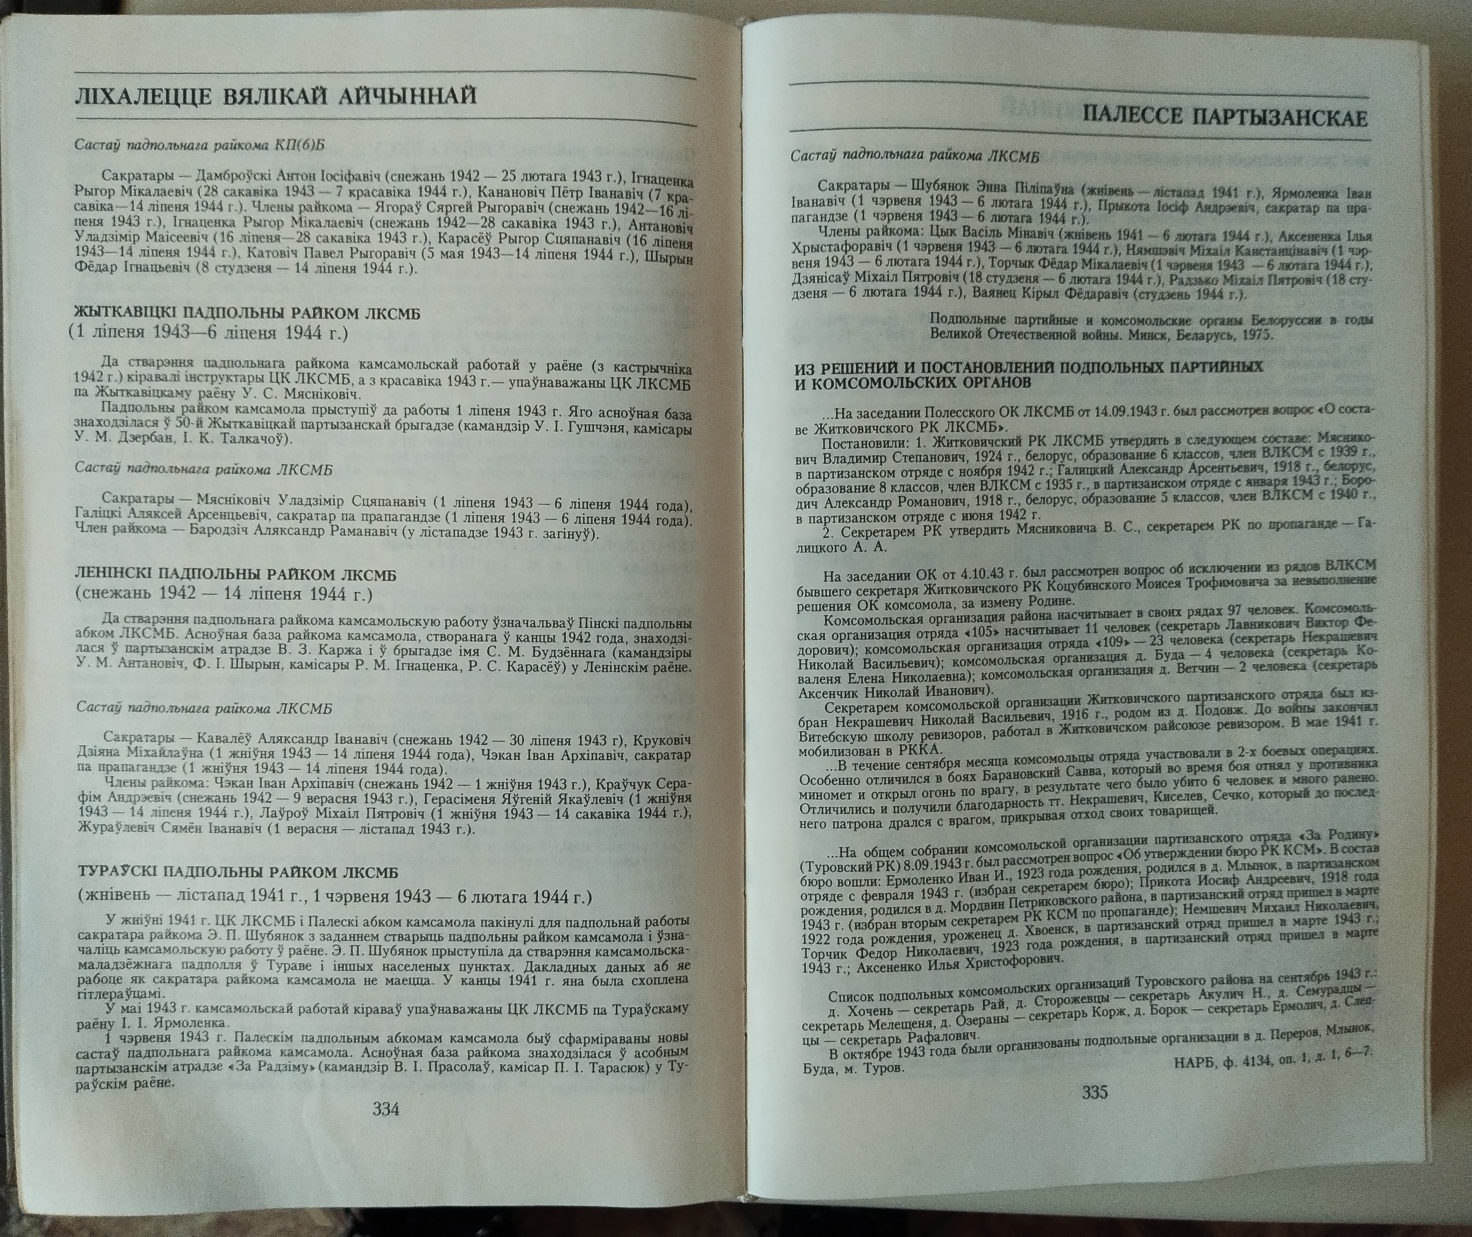 ЛІХАЛЕЦЦЕ ВЯЛІКАЙ АЙЧЫННАЙ
Састаў падпольнага райкома КП(б)Б
Сакратары — Дамброўскі Антон Іосіфавіч (снежань 1942 — 25 лютага 1943 г.), Ігнаценка
Рыгор Мікалаевіч (28 сакавіка 1943 — 7 красавіка 1944 г.), Канановіч Пётр Іванавіч (7 кра-
савіка—14 ліпеня 1944 г.). Члены райкома — Ягораў Сяргей Рыгоравіч (снежань 1942—16 лі-
пеня 1943 г.), Ігнаценка Рыгор Мікалаевіч (снежань 1942—28 сакавіка 1943 г.), Антановіч
Уладзімір Маісеевіч (16 ліпеня—28 сакавіка 1943 г.), Карасёў Рыгор Сцяпанавіч (16 ліпеня
1943—14 ліпеня 1944 г.), Катовіч Павел Рыгоравіч (5 мая 1943—14 ліпеня 1944 г.), Шырын
Фёдар Ігнацьевіч (8 студзеня — 14 ліпеня 1944 г.).
ЖЫТКАВІЦКІ ПАДПОЛЬНЫ РАЙКОМ ЛКСМБ
(1 ліпеня 1943—6 ліпеня 1944 г.)
Да стварэння падпольнага райкома камсамольскай работай у раёне (з кастрычніка
1942 г.) кіравалі інструктары ЦК ЛКСМБ, а з красавіка 1943 г.— упаўнаважаны ЦК ЛКСМБ
па Жыткавіцкаму раёну У. С. Мясніковіч.
Падпольны райком камсамола прыступіў да работы 1 ліпеня 1943 г. Яго асноўная база
знаходзілася ў 50-й Жыткавіцкай партызанскай брыгадзе (камандзір У. І. Гушчэня, камісары
У. М. Дзербан, І. К. Талкачоў).
Састаў падпольнага райкома ЛКСМБ
Сакратары — Мясніковіч Уладзімір Сцяпанавіч (1 ліпеня 1943 — 6 ліпеня 1944 года),
Галіцкі Аляксей Арсенцьевіч, сакратар па прапагандзе (1 ліпеня 1943 — 6 ліпеня 1944 года).
Член райкома — Бародзіч Аляксандр Раманавіч (у лістападзе 1943 г. загінуў).
ЛЕНІНСКІ ПАДПОЛЬНЫ РАЙКОМ ЛКСМБ
(снежань 1942 — 14 ліпеня 1944 г.)
Да стварэння падпольнага райкома камсамольскую работу ўзначальваў Пінскі падпольны
абком ЛКСМБ. Асноўная база райкома камсамола, створанага ў канцы 1942 года, знаходзі-
лася ў партызанскім атрадзе В. З. Каржа і ў брыгадзе імя С. М. Будзённага (камандзіры
У. М. Антановіч, Ф. І. Шырын, камісары Р. М. Ігнаценка, Р. С. Карасёў) у Ленінскім раёне.
Састаў падпольнага райкома ЛКСМБ
Сакратары — Кавалёў Аляксандр Іванавіч (снежань 1942 — 30 ліпеня 1943 г), Круковіч
Дзіяна Міхайлаўна (1 жніўня 1943 — 14 ліпеня 1944 года), Чэкан Іван Архіпавіч, сакратар
па прапагандзе (1 жніўня 1943 — 14 ліпеня 1944 года).
Члены райкома: Чэкан Іван Архіпавіч (снежань 1942 — 1 жніўня 1943 г.), Краўчук Сера-
фім Андрэевіч (снежань 1942 — 9 верасня 1943 г.), Герасіменя Яўгеній Якаўлевіч (1 жніўня
1943 — 14 ліпеня 1944 г.), Лаўроў Міхаіл Пятровіч (1 жніўня 1943 — 14 сакавіка 1944 г.),
Жураўлевіч Сямён Іванавіч (1 верасня — лістапад 1943 г.).
ТУРАЎСКІ ПАДПОЛЬНЫ РАЙКОМ ЛКСМБ
(жнівень — лістапад 1941 г., 1 чэрвеня 1943 — 6 лютага 1944 г.)
У жніўні 1941 г. ЦК ЛКСМБ і Палескі абком камсамола пакінулі для падпольнай работы
сакратара райкома Э. П. Шубянок з заданнем стварыць падпольны райком камсамола і ўзна-
чаліць камсамольскую работу ў раёне. Э. П. Шубянок прыступіла да стварэння камсамольска-
маладзёжнага падполля ў Тураве і іншых населеных пунктах. Дакладных даных аб яе
рабоце як сакратара райкома камсамола не маецца. У канцы 1941 г. яна была схоплена
гітлераўцамі.
У маі 1943 г. камсамольскай работай кіраваў упаўнаважаны ЦК ЛКСМБ па Тураўскаму
раёну І. І. Ярмоленка.
1 чэрвеня 1943 г. Палескім падпольным абкомам камсамола быў сфарміраваны новы
састаў падпольнага райкома камсамола. Асноўная база райкома знаходзілася ў асобным
партызанскім атрадзе «За Радзіму» (камандзір В. І. Прасолаў, камісар П. І. Тарасюк) у Ту-
раўскім раёне.
334
ПАЛЕССЕ ПАРТЫЗАНСКАЕ
Састаў падпольнага райкома ЛКСМБ
Сакратары — Шубянок Энна Піліпаўна (жнівень — лістапад 1941 г.), Ярмоленка Іван
Іванавіч (1 чэрвеня 1943 — 6 лютага 1944 г.), Прыкота Іосіф Андрэевіч, сакратар па пра-
пагандзе (1 чэрвеня 1943 — 6 лютага 1944 г.).
Члены райкома: Цык Васіль Мінавіч (жнівень 1941 — 6 лютага 1944 г.), Аксененка Ілья
Хрыстафоравіч (1 чэрвеня 1943 — 6 лютага 1944 г.), Нямшэвіч Міхаіл Канстанцінавіч (1 чэр-
веня 1943 — 6 лютага 1944 г.), Торчык Фёдар Мікалаевіч (1 чэрвеня 1943 — 6 лютага 1944 г.),
Дзянісаў Міхаіл Пятровіч (18 студзеня — 6 лютага 1944 г.), Радзько Міхаіл Пятровіч (18 сту-
дзеня — 6 лютага 1944 г.), Ваянец Кірыл Фёдаравіч (студзень 1944 г.).
Подпольные партийные и комсомольские органы Белоруссии в годы
Великой Отечественной войны. Минск, Беларусь, 1975.
ИЗ РЕШЕНИЙ И ПОСТАНОВЛЕНИЙ ПОДПОЛЬНЫХ ПАРТИЙНЫХ
И КОМСОМОЛЬСКИХ ОРГАНОВ
...На заседании Полесского ОК ЛКСМБ от 14.09.1943 г. был рассмотрен вопрос «О соста-
ве Житковичского РК ЛКСМБ».
Постановили: 1. Житковичский РК ЛКСМБ утвердить в следующем составе: Мяснико-
вич Владимир Степанович, 1924 г., белорус, образование 6 классов, член ВЛКСМ с 1939 г.,
в партизанском отряде с ноября 1942 г.; Галицкий Александр Арсентьевич, 1918 г., белорус,
образование 8 классов, член ВЛКСМ с 1935 г., в партизанском отряде с января 1943 г.; Боро-
дич Александр Романович, 1918 г., белорус, образование 5 классов, член ВЛКСМ с 1940 г.,
в партизанском отряде с июня 1942 г.
2. Секретарем РК утвердить Мясниковича В. С., секретарем РК по пропаганде — Га-
лицкого А. А.
На заседании ОК от 4.10.43 г. был рассмотрен вопрос об исключении из рядов ВЛКСМ
бывшего секретаря Житковичского РК Коцубинского Моисея Трофимовича за невыполнение
решения ОК комсомола, за измену Родине.
Комсомольская организация района насчитывает в своих рядах 97 человек. Комсомоль-
ская организация отряда «105» насчитывает 11 человек (секретарь Лавникович Виктор Фе-
дорович); комсомольская организация отряда «109» — 23 человека (секретарь Некрашевич
Николай Васильевич); комсомольская организация д. Буда — 4 человека (секретарь Ко-
валеня Елена Николаевна); комсомольская организация д. Ветчин — 2 человека (секретарь
Аксенчик Николай Иванович).
Секретарем комсомольской организации Житковичского партизанского отряда был из-
бран Некрашевич Николай Васильевич, 1916 г., родом из д. Подовж. До войны закончил
Витебскую школу ревизоров, работал в Житковичском райсоюзе ревизором. В мае 1941 г.
мобилизован в РККА.
...В течение сентября месяца комсомольцы отряда участвовали в 2-х боевых операциях.
Особенно отличился в боях Барановский Савва, который во время боя отнял у противника
миномет и открыл огонь по врагу, в результате чего было убито 6 человек и много ранено.
Отличились и получили благодарность тт. Некрашевич, Киселев, Сечко, который до послед-
него патрона дрался с врагом, прикрывая отход своих товарищей.
...На общем собрании комсомольской организации партизанского отряда «За Родину»
(Туровский РК) 8.09.1943 г. был рассмотрен вопрос «Об утверждении бюро РК КСМ». В состав
бюро вошли: Ермоленко Иван И., 1923 года рождения, родился в д. Млынок, в партизанском
отряде с февраля 1943 г. (избран секретарем бюро); Прикота Иосиф Андреевич, 1918 года
рождения, родился в д. Мордвин Петриковского района, в партизанский отряд пришел в марте
1943 г. (избран вторым секретарем РК КСМ по пропаганде); Немшевич Михаил Николаевич,
1922 года рождения, уроженец д. Хвоенск, в партизанский отряд пришел в марте 1943 г.;
Торчик Федор Николаевич, 1923 года рождения, в партизанский отряд пришел в марте
1943 г.; Аксененко Илья Христофорович.
Список подпольных комсомольских организаций Туровского района на сентябрь 1943 г.:
д. Хочень — секретарь Рай, д. Сторожевцы — секретарь Акулич Н., д. Семурадцы —
секретарь Мелещеня, д. Озераны — секретарь Корж, д. Борок — секретарь Ермолич, д. Слеп-
цы — секретарь Рафалович.
В октябре 1943 года были организованы подпольные организации в д. Переров, Млынок,
Буда, м. Туров.
НАРБ, ф. 4134, оп. 1, д. 1, 6—7.
335